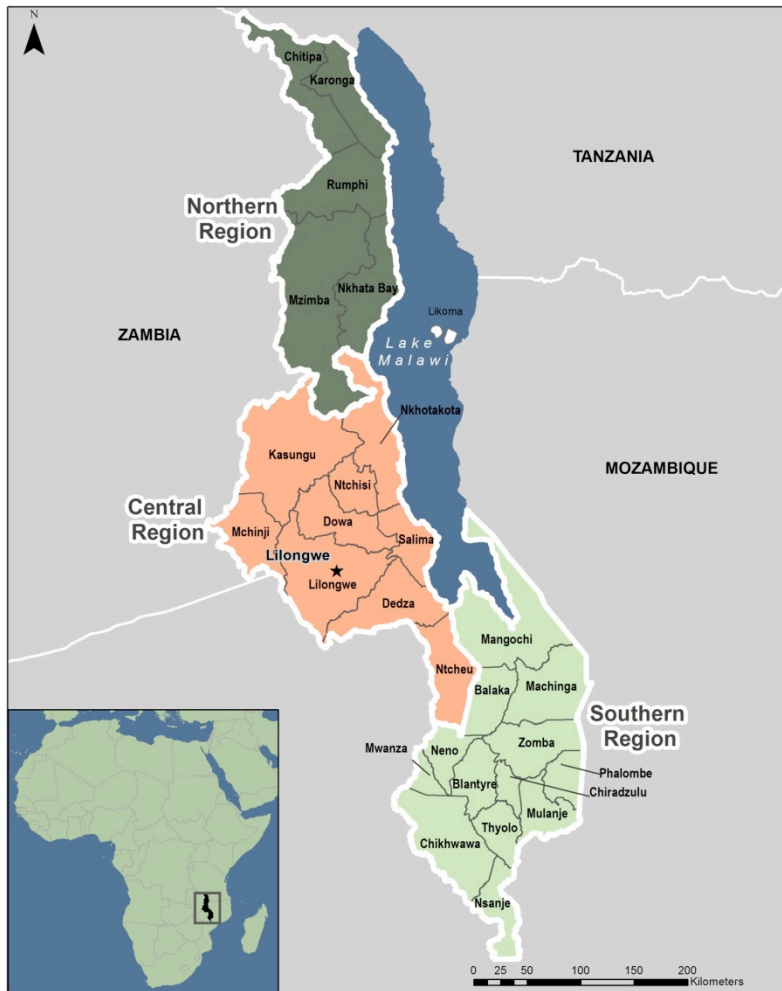 N
Chitipa
Karonga
TANZANIA
Rumphi
Northern
Region
Nkhata Bay
Mzimba
Likoma
ZAMBIA
Lake
Malawi
Nkhotakota
Kasungu
MOZAMBIQUE
Ntchisi
Central
Region
Dowa
Mchinji
Salima
Lilongwe
Lilongwe
Dedza
Mangochi
Ntcheu
Balaka
Machinga
Southern
Region
Mwanza
Neno
Zomba
Phalombe
Blantyre
Chiradzulu
Mulanje
Thyolo
Chikhwawa
Nsanje
0 25 50 100 150 200
Kilometers